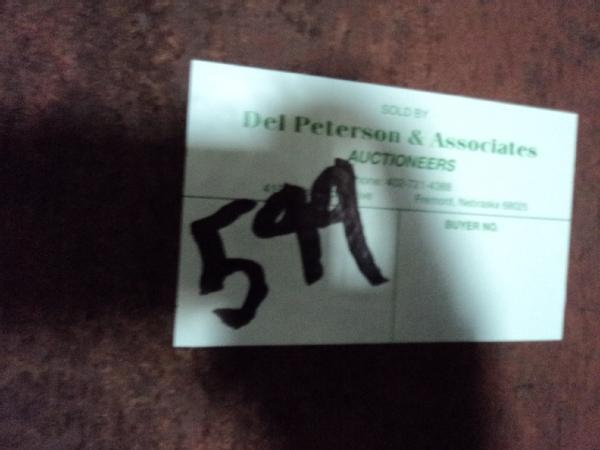 SOLD BY
Del Peterson & Associates
AUCTIONEERS
Fremont, Nebraska 68025
BUYER NO.
599